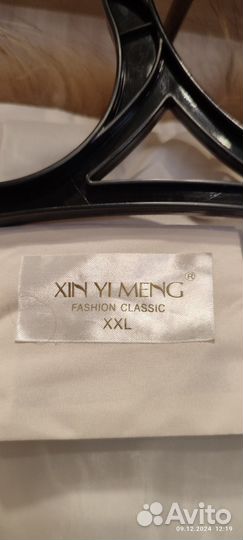 XIN YI MENG ®
FASHION CLASSIC
XXL
Avito
09.12.2024 12:19